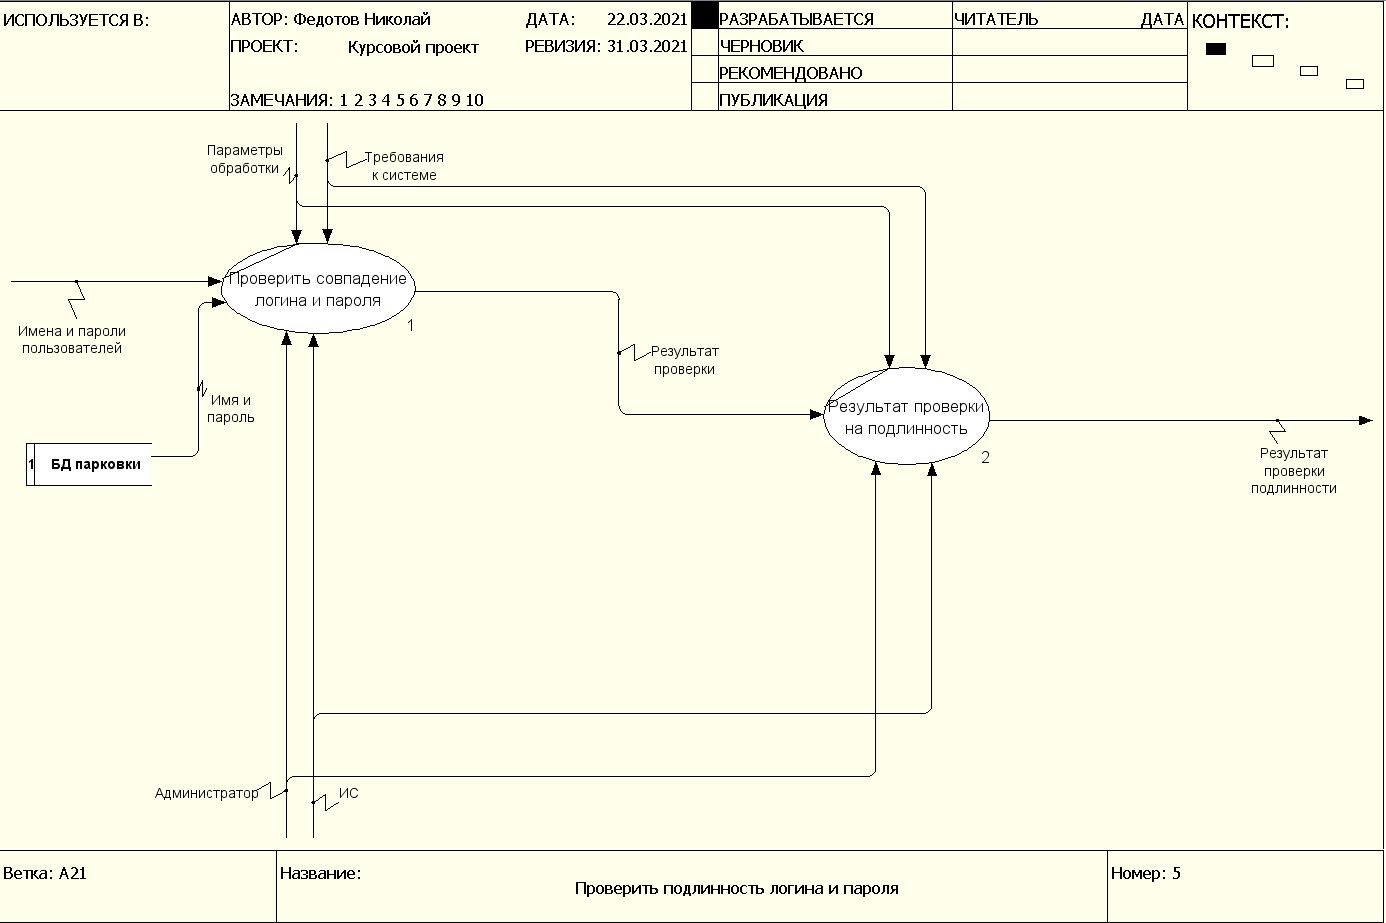 ИСПОЛЬЗУЕТСЯ В:
АВТОР: Федотов Николай
ДАТА: 22.03.2021
ПРОЕКТ: Курсовой проект
РЕВИЗИЯ: 31.03.2021
ЗАМЕЧАНИЯ: 1 2 3 4 5 6 7 8 9 10
РАЗРАБАТЫВАЕТСЯ
ЧЕРНОВИК
РЕКОМЕНДОВАНО
ПУБЛИКАЦИЯ
ЧИТАТЕЛЬ
ДАТА
КОНТЕКСТ:
Параметры
обработки
Требования
к системе
Проверить совпадение
логина и пароля
1
Имена и пароли
пользователей
Имя и
пароль
1 БД парковки
Результат
проверки
Результат проверки
на подлинность
2
Результат
проверки
подлинности
Администратор
ИС
Ветка: A21
Название:
Проверить подлинность логина и пароля
Номер: 5